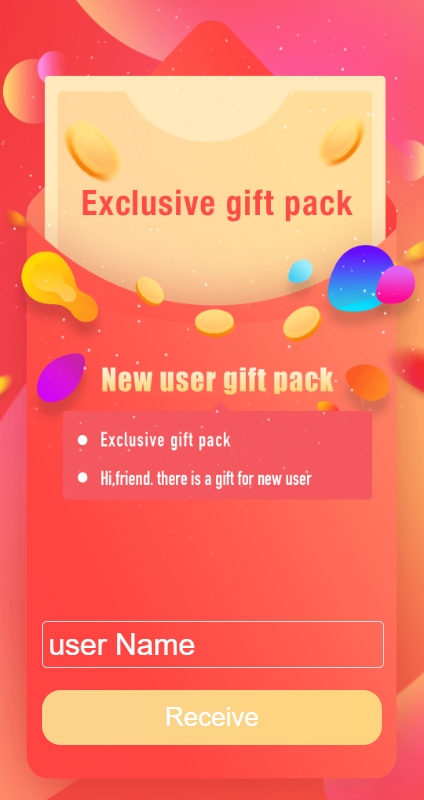 Exclusive gift pack
New user gift pack
Exclusive gift pack
Hi,friend. there is a gift for new user
user Name
Receive